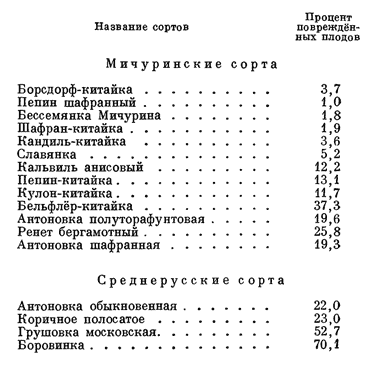 Название сортов
Процент
повреждён-
ных плодов
Мичуринские сорта
Борсдорф-китайка . . . . . . . . . . 3,7
Пепин шафранный . . . . . . . . . . 1,0
Бессемянка Мичурина . . . . . . . . 1,8
Шафран-китайка . . . . . . . . . . . 1,9
Кандиль-китайка . . . . . . . . . . 3,6
Славянка . . . . . . . . . . . . . . 5,2
Кальвиль анисовый . . . . . . . . . 12,2
Пепин-китайка . . . . . . . . . . . 13,1
Кулон-китайка . . . . . . . . . . . 11,7
Бельфлёр-китайка . . . . . . . . . . 37,3
Антоновка полуторафунтовая . . . . . 19,6
Ренет бергамотный . . . . . . . . . 25,8
Антоновка шафранная . . . . . . . . 19,3
Среднерусские сорта
Антоновка обыкновенная . . . . . . . 22,0
Коричное полосатое . . . . . . . . . 23,0
Грушовка московская . . . . . . . . 52,7
Боровинка . . . . . . . . . . . . . 70,1